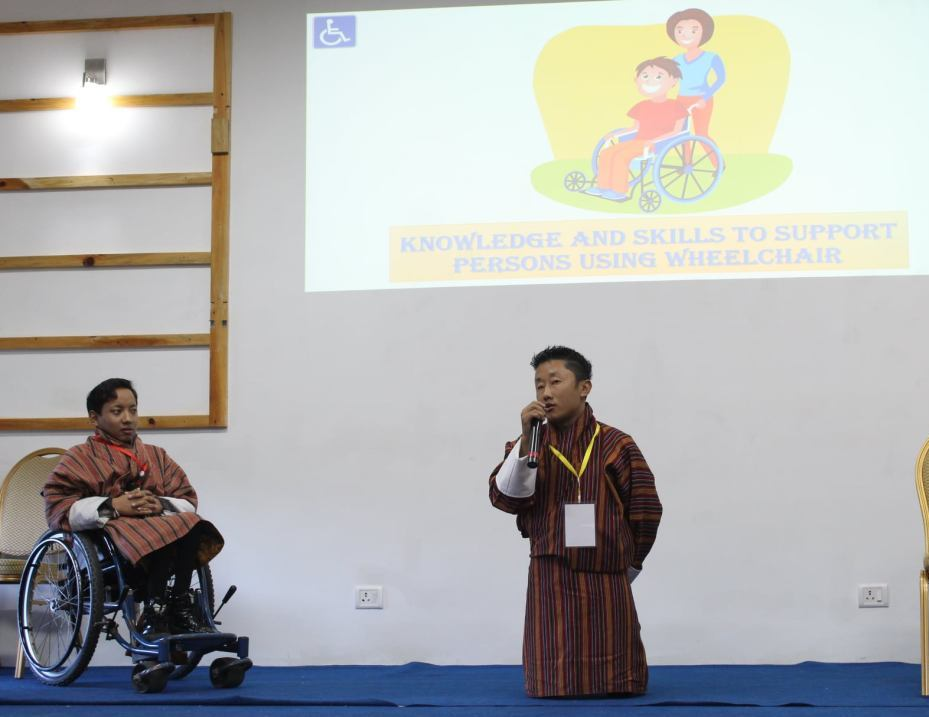 KNOWLEDGE AND SKILLS TO SUPPORT
PERSONS USING WHEELCHAIR